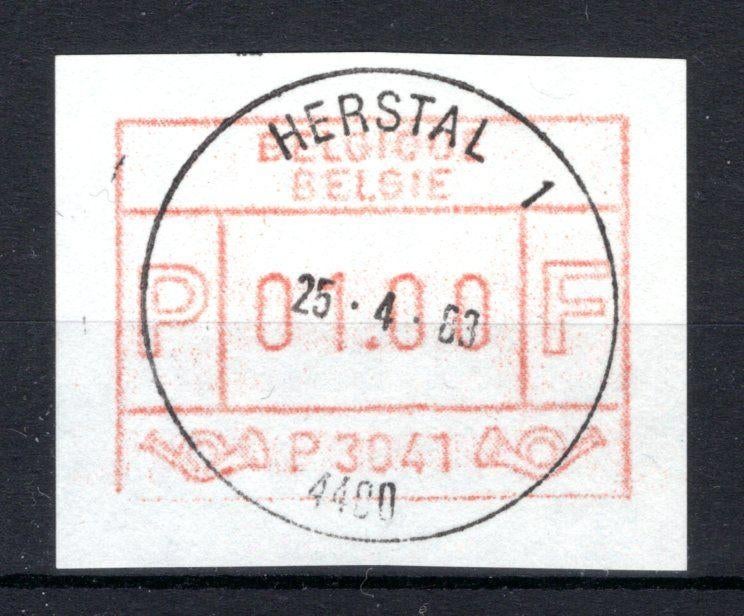 HERSTAL 1
BELGIQUE
BELGIE
P 01.00 F
25 · 4 · 83
P3041
4400